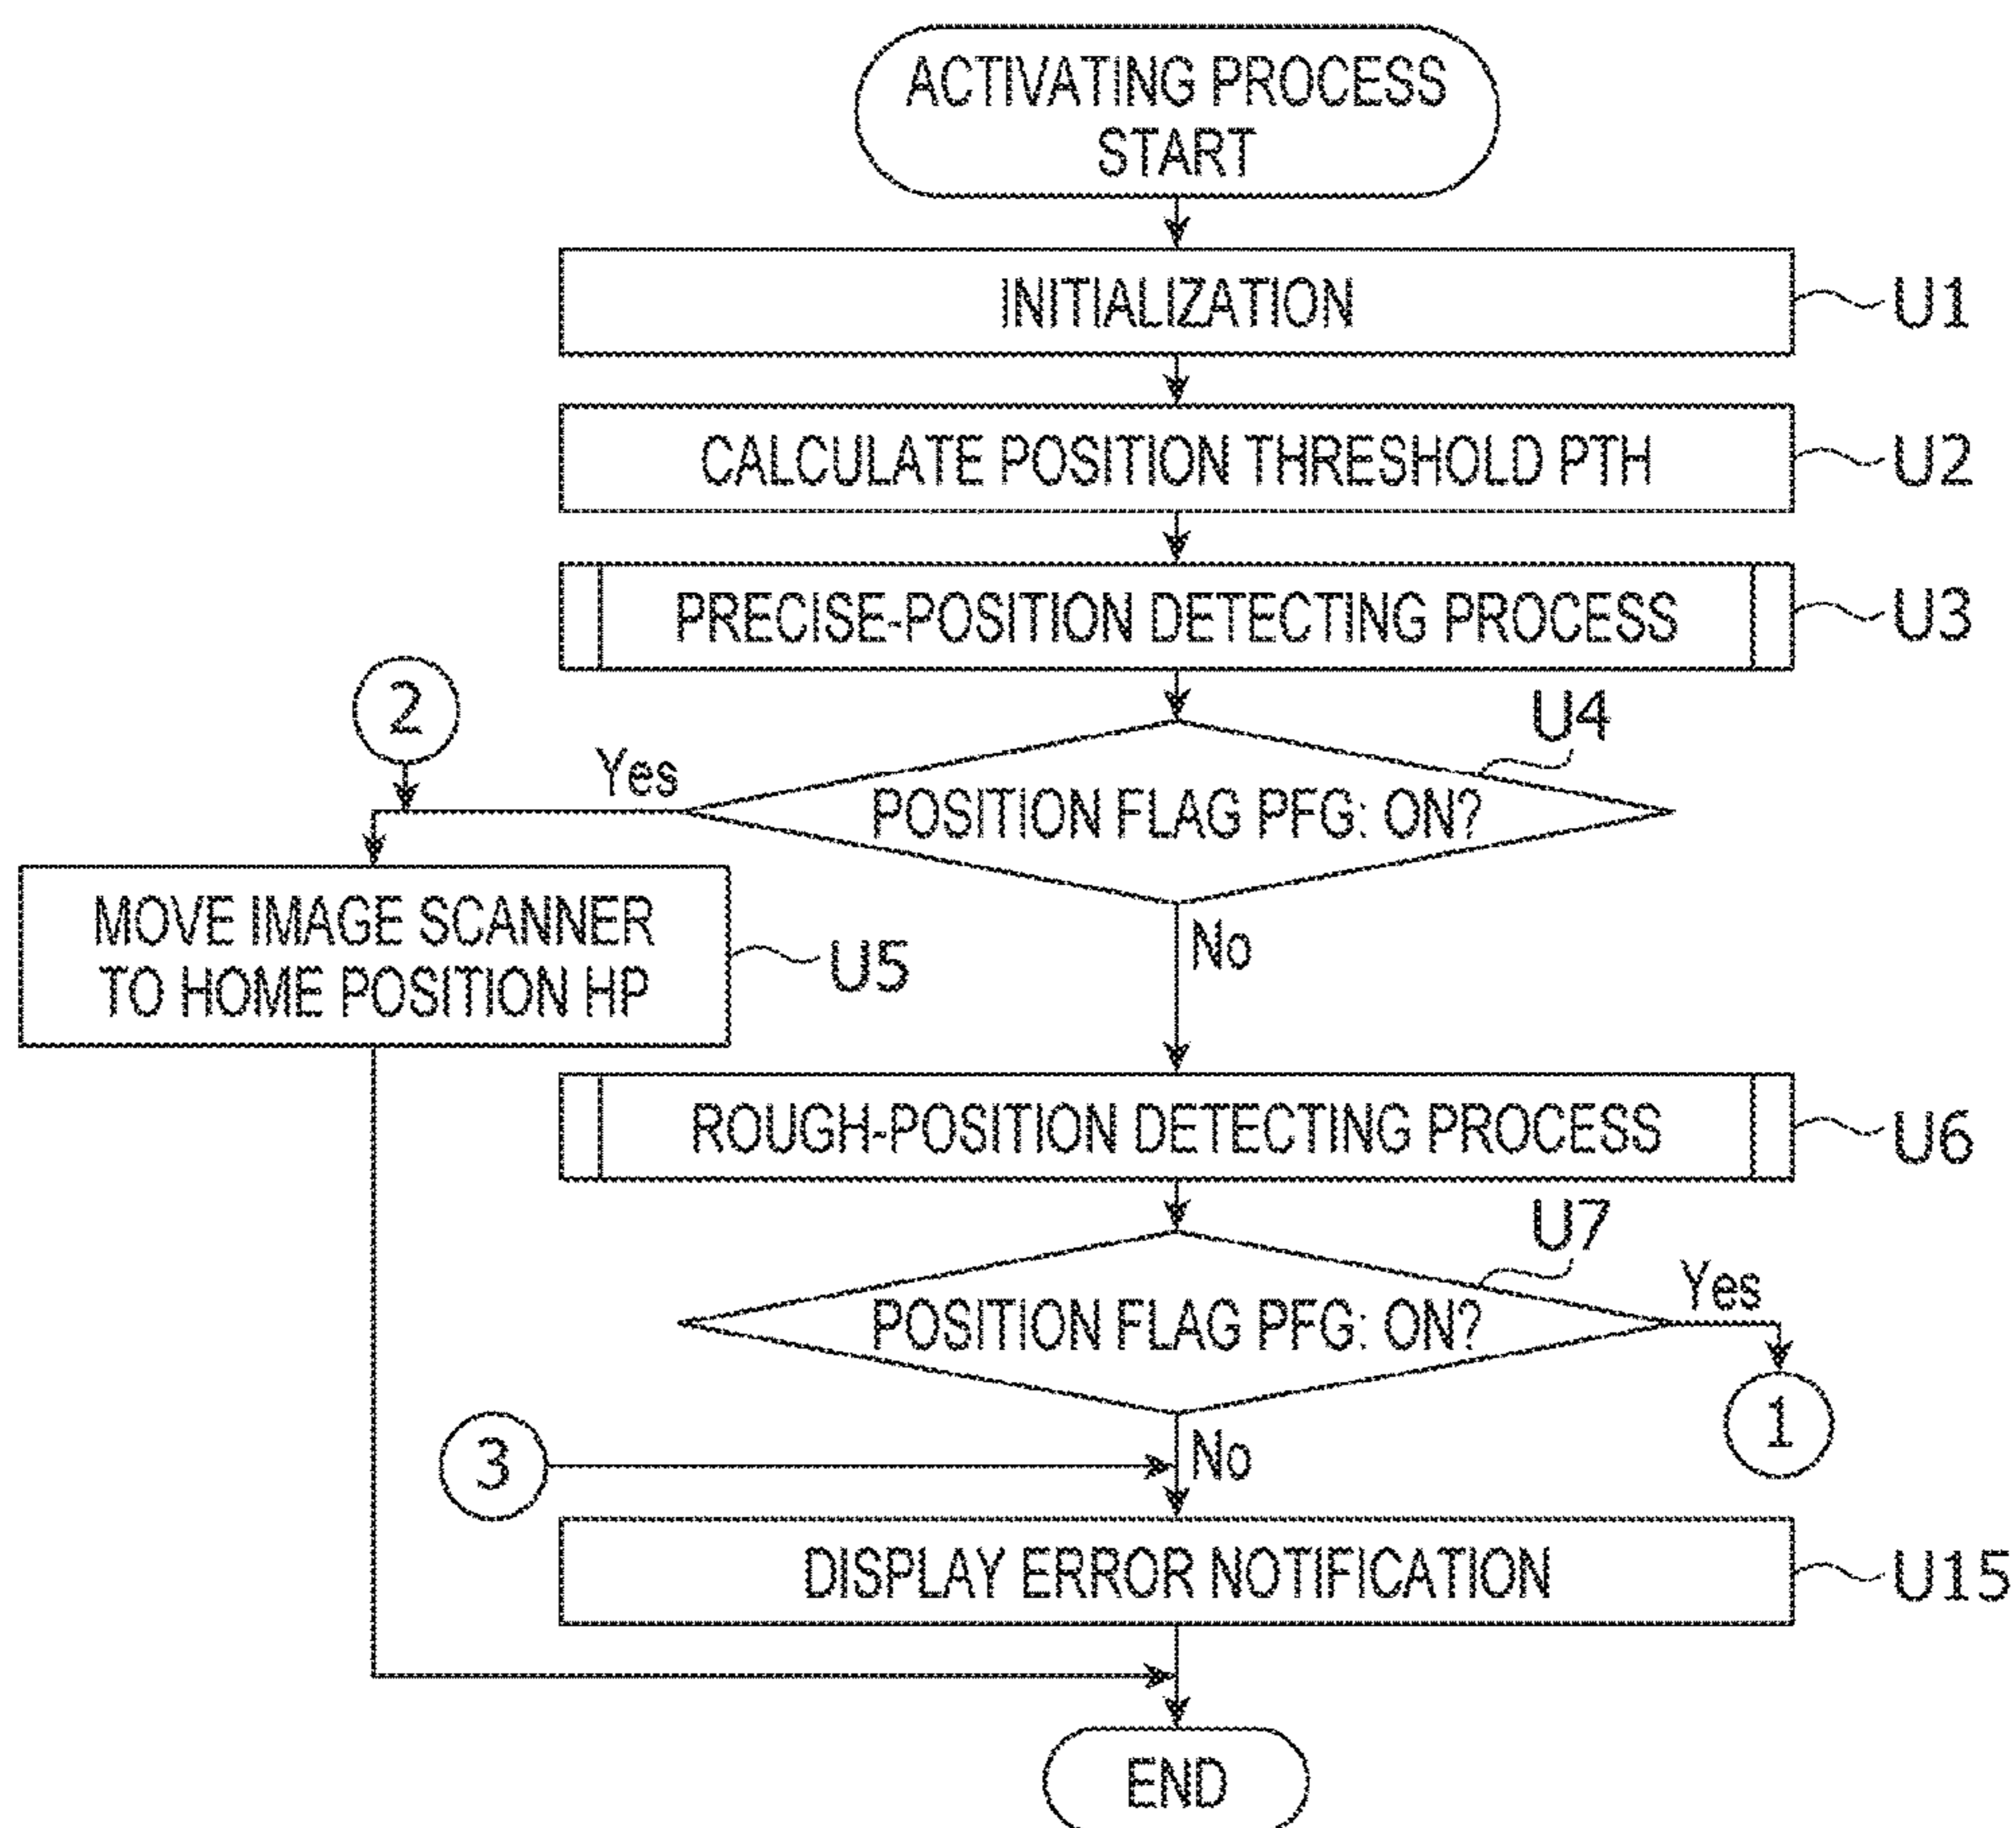 ACTIVATING PROCESS
START
INITIALIZATION
U1
CALCULATE POSITION THRESHOLD PTH
U2
PRECISE-POSITION DETECTING PROCESS
U3
2
U4
Yes
POSITION FLAG PFG: ON?
No
MOVE IMAGE SCANNER
TO HOME POSITION HP
U5
ROUGH-POSITION DETECTING PROCESS
U6
U7
POSITION FLAG PFG: ON?
Yes
1
3
No
DISPLAY ERROR NOTIFICATION
U15
END